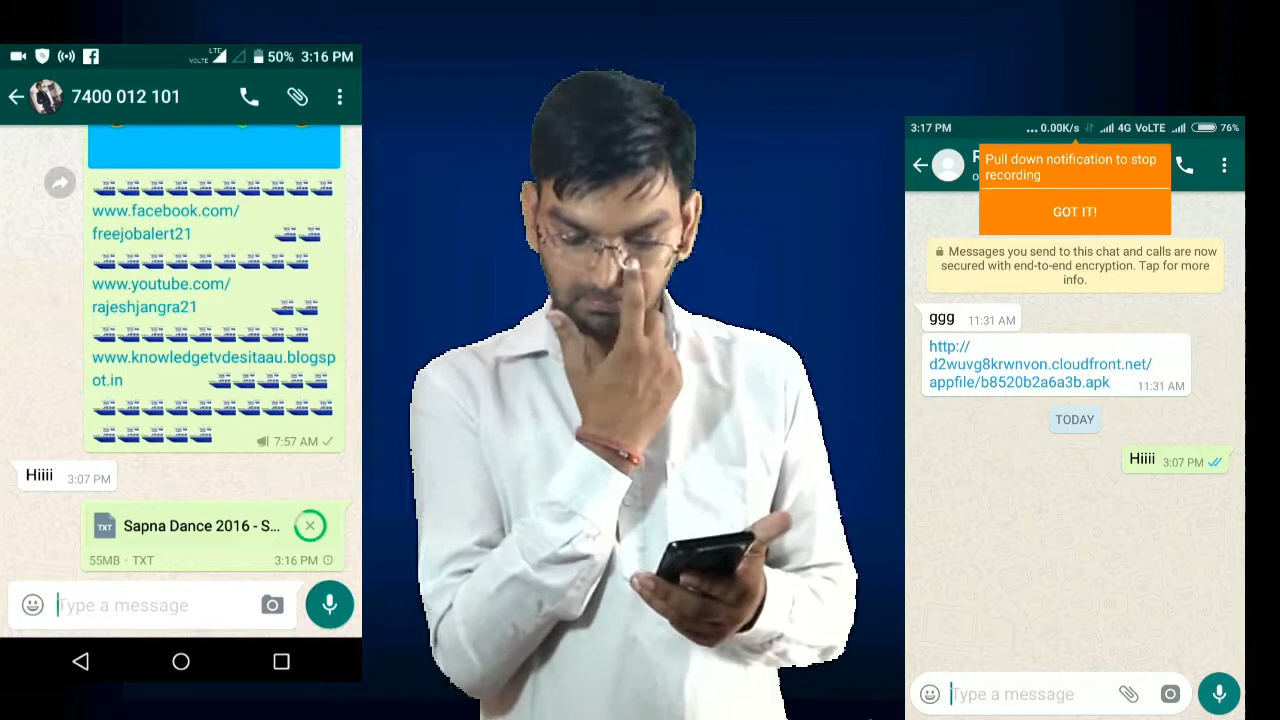 LTE
VOLTE
50% 3:16 PM
7400 012 101
www.facebook.com/
freejobalert21
www.youtube.com/
rajeshjangra21
www.knowledgetvdesitaau.blogsp
ot.in
7:57 AM
Hiiii 3:07 PM
TXT
Sapna Dance 2016 - S...
55MB · TXT 3:16 PM
Type a message
3:17 PM ... 0.00K/s 4G VoLTE 76%
R
Pull down notification to stop
recording
GOT IT!
Messages you send to this chat and calls are now
secured with end-to-end encryption. Tap for more
info.
ggg 11:31 AM
http://
d2wuvg8krwnvon.cloudfront.net/
appfile/b8520b2a6a3b.apk 11:31 AM
TODAY
Hiiii 3:07 PM
Type a message